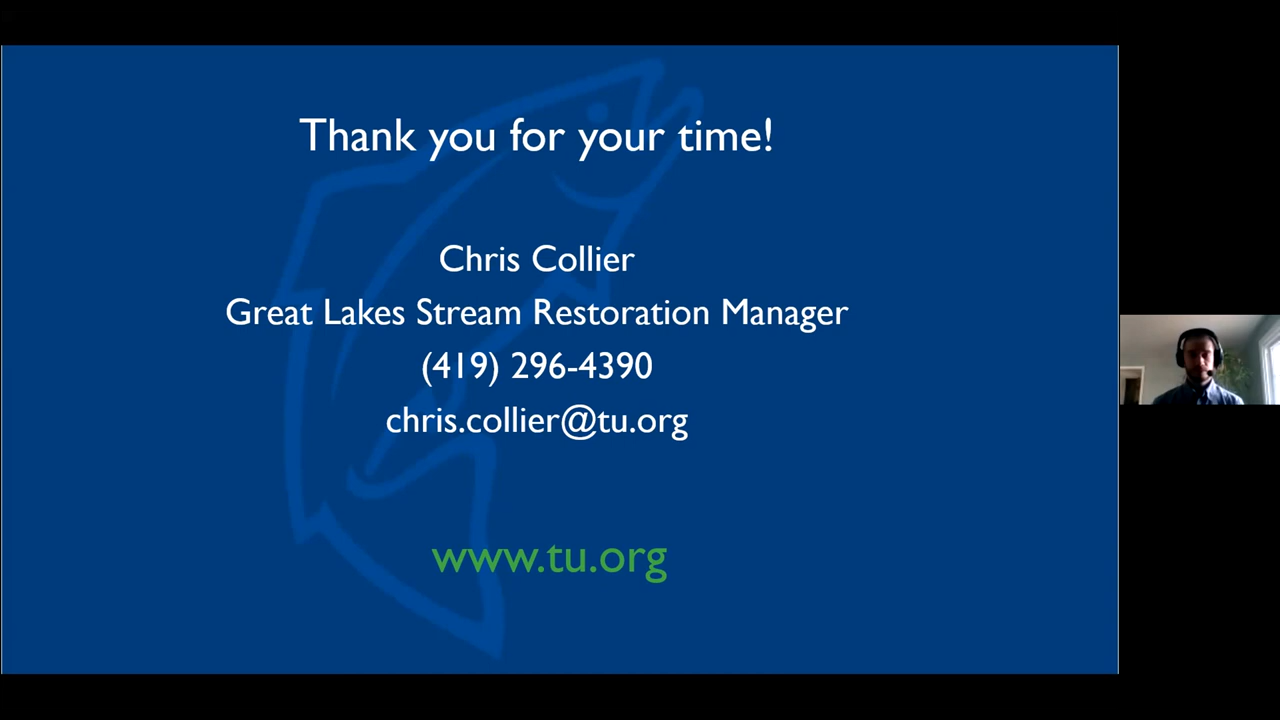 Thank you for your time!
Chris Collier
Great Lakes Stream Restoration Manager
(419) 296-4390
chris.collier@tu.org
www.tu.org